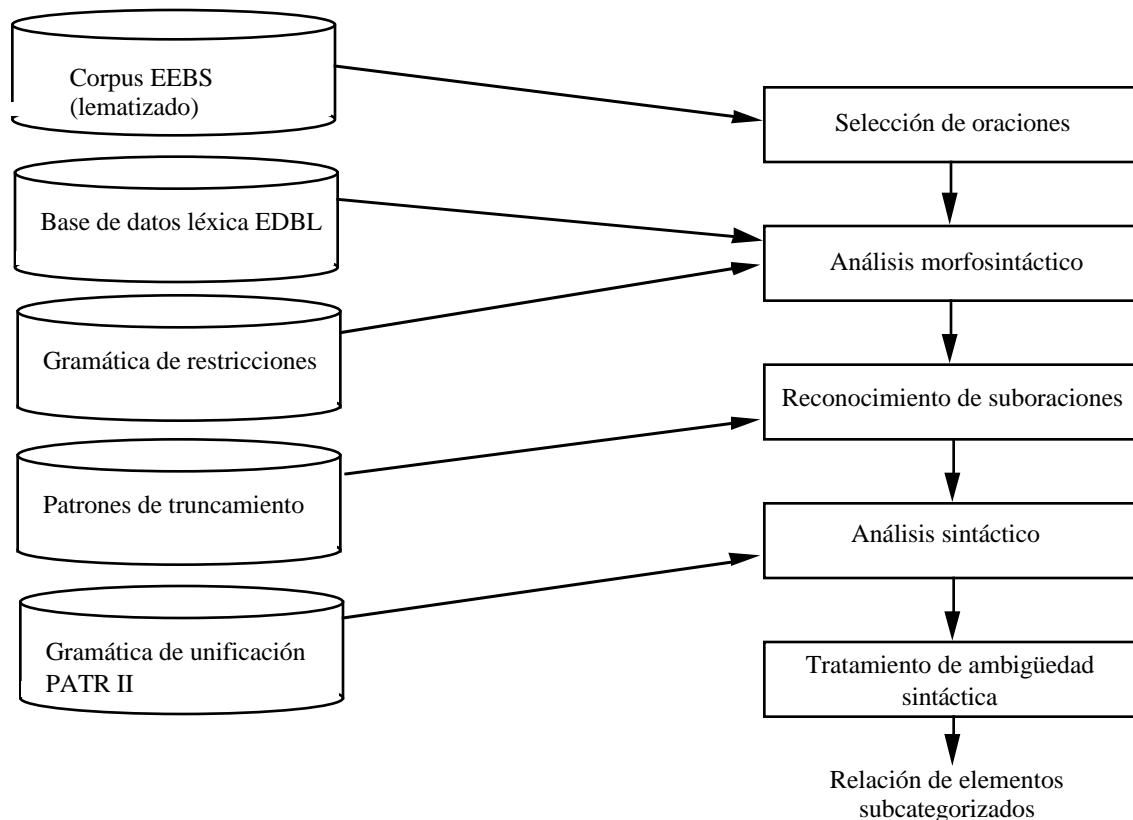 Corpus EEBS
(lematizado)
Selección de oraciones
Base de datos léxica EDBL
Análisis morfosintáctico
Gramática de restricciones
Reconocimiento de suboraciones
Patrones de truncamiento
Análisis sintáctico
Gramática de unificación
PATR II
Tratamiento de ambigüedad
sintáctica
Relación de elementos
subcategorizados